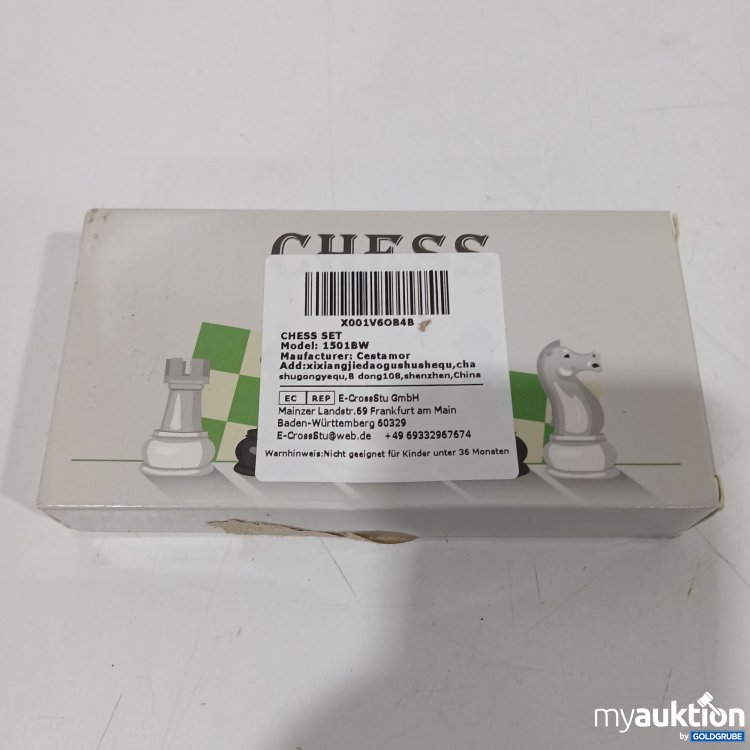 CHESS
X001V6OB4B
CHESS SET
Model: 1501BW
Maufacturer: Cestamor
Add:xixiangjiedaogushushequ,cha
shugongyequ,B dong108,shenzhen,China
EC REP E-CrossStu GmbH
Mainzer Landstr.69 Frankfurt am Main
Baden-Württemberg 60329
E-CrossStu@web.de +49 69332967674
Warnhinweis:Nicht geeignet für Kinder unter 36 Monaten
myauktion
by GOLDGRUBE